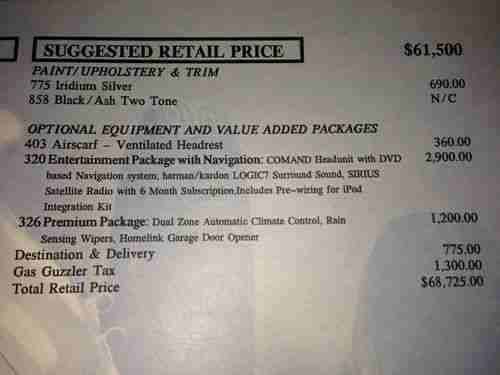 SUGGESTED RETAIL PRICE $61,500
PAINT/UPHOLSTERY & TRIM
775 Iridium Silver 690.00
858 Black/Ash Two Tone N/C
OPTIONAL EQUIPMENT AND VALUE ADDED PACKAGES
403 Airscarf - Ventilated Headrest 360.00
320 Entertainment Package with Navigation: COMAND Headunit with DVD 2,900.00
based Navigation system, harman/kardon LOGIC7 Surround Sound, SIRIUS
Satellite Radio with 6 Month Subscription,Includes Pre-wiring for iPod
Integration Kit
326 Premium Package: Dual Zone Automatic Climate Control, Rain 1,200.00
Sensing Wipers, Homelink Garage Door Opener
Destination & Delivery 775.00
Gas Guzzler Tax 1,300.00
Total Retail Price $68,725.00